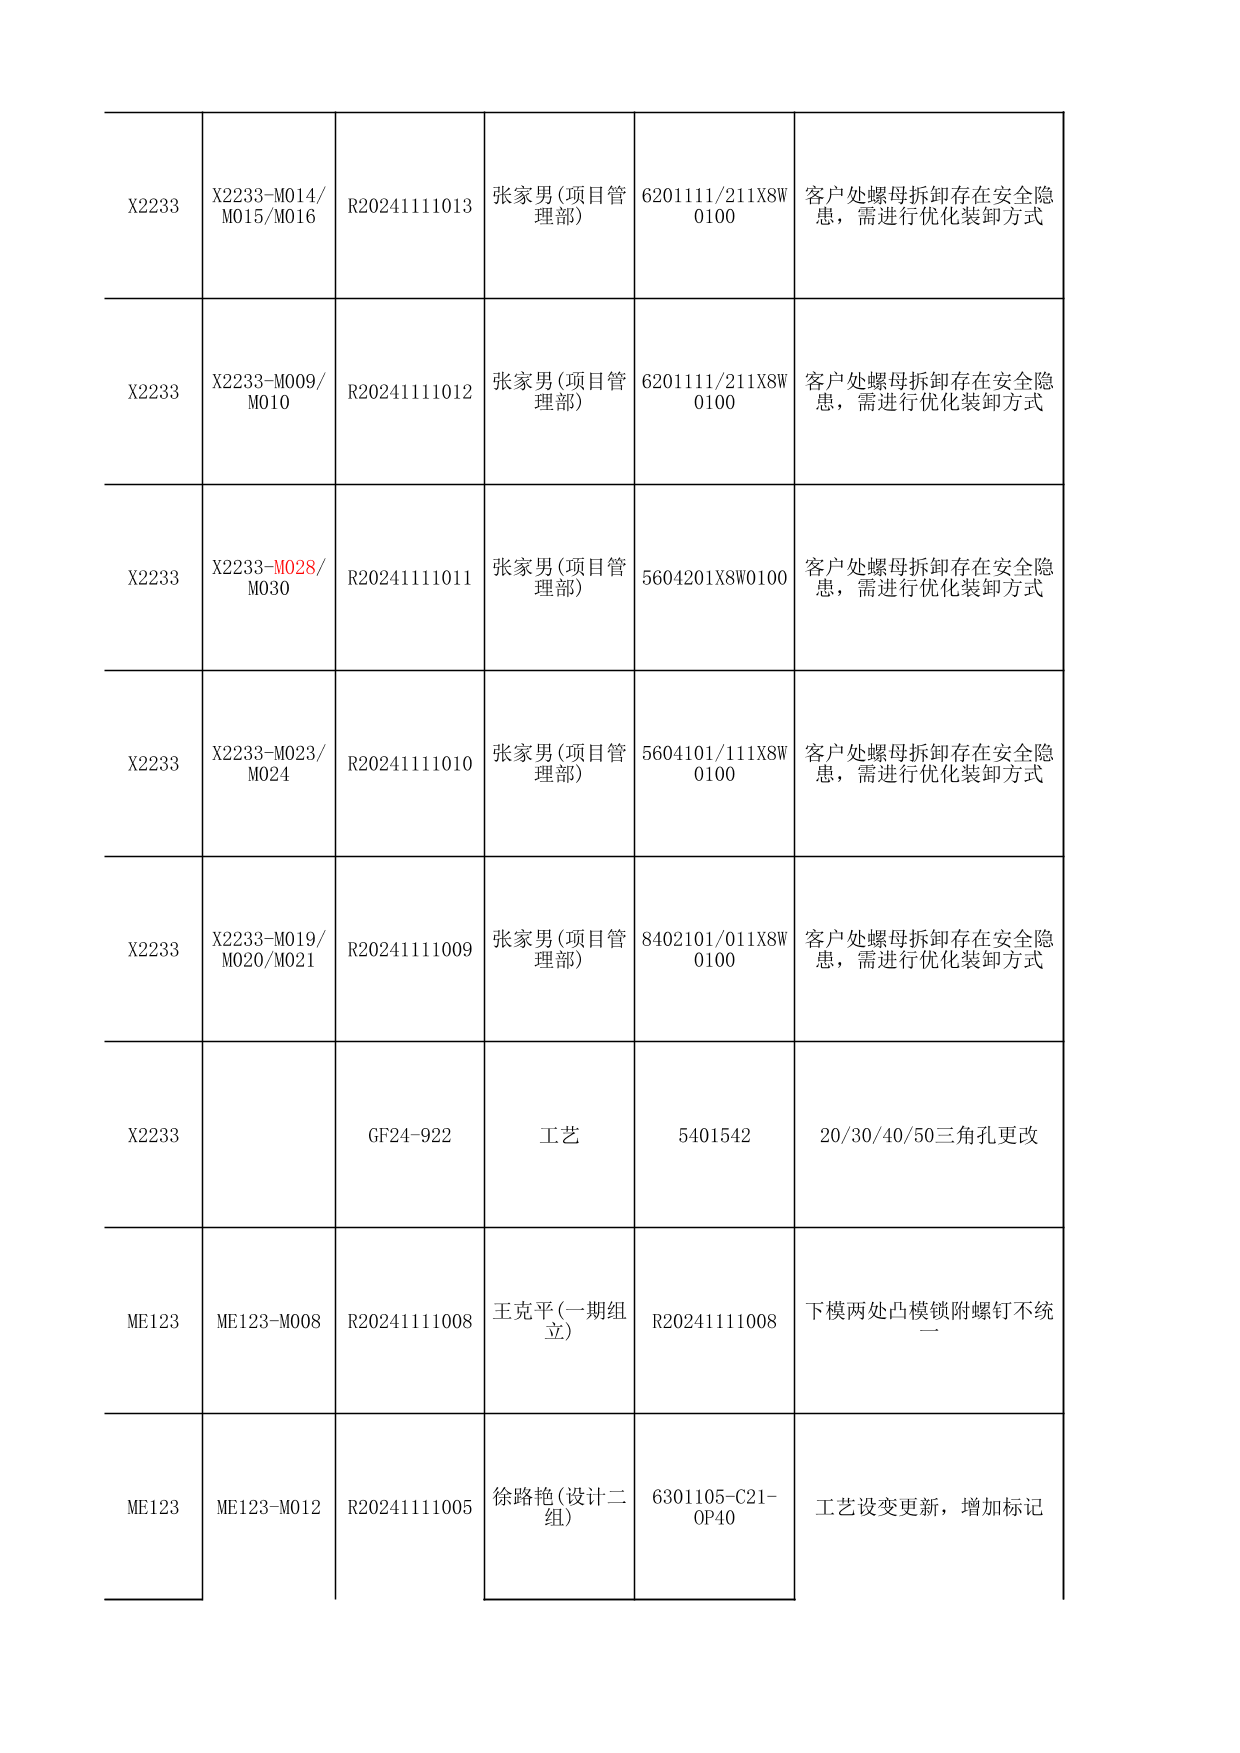 X2233
X2233-M014/
M015/M016
R20241111013
张家男(项目管
理部)
6201111/211X8W
0100
客户处螺母拆卸存在安全隐
患，需进行优化装卸方式
X2233
X2233-M009/
M010
R20241111012
张家男(项目管
理部)
6201111/211X8W
0100
客户处螺母拆卸存在安全隐
患，需进行优化装卸方式
X2233
X2233-M028/
M030
R20241111011
张家男(项目管
理部)
5604201X8W0100
客户处螺母拆卸存在安全隐
患，需进行优化装卸方式
X2233
X2233-M023/
M024
R20241111010
张家男(项目管
理部)
5604101/111X8W
0100
客户处螺母拆卸存在安全隐
患，需进行优化装卸方式
X2233
X2233-M019/
M020/M021
R20241111009
张家男(项目管
理部)
8402101/011X8W
0100
客户处螺母拆卸存在安全隐
患，需进行优化装卸方式
X2233
GF24-922
工艺
5401542
20/30/40/50三角孔更改
ME123
ME123-M008
R20241111008
王克平(一期组
立)
R20241111008
下模两处凸模锁附螺钉不统
一
ME123
ME123-M012
R20241111005
徐路艳(设计二
组)
6301105-C21-
OP40
工艺设变更新，增加标记